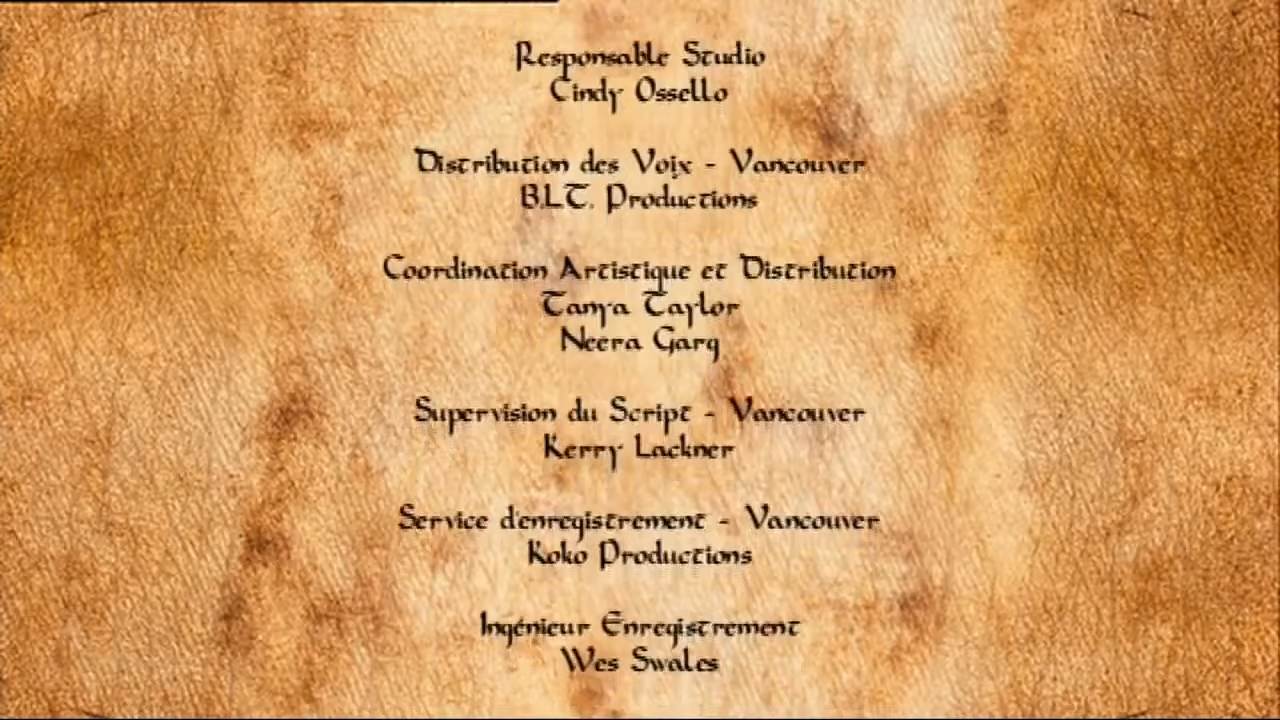 Responsable Studio
Cindy Ossello
Distribution des Voix - Vancouver
B.L.T. Productions
Coordination Artistique et Distribution
Tanya Taylor
Neera Garg
Supervision du Script - Vancouver
Kerry Lackner
Service d'enregistrement - Vancouver
Koko Productions
Ingénieur Enregistrement
Wes Swales